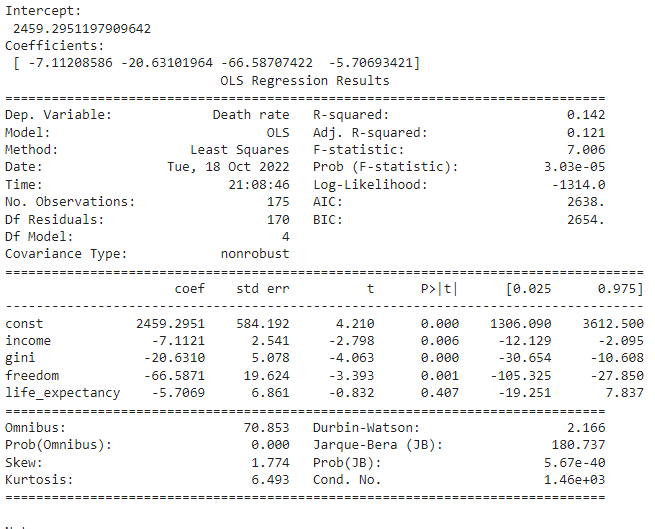 Intercept:
 2459.2951197909642
Coefficients:
 [ -7.11208586 -20.63101964 -66.58707422  -5.70693421]
                            OLS Regression Results
==============================================================================
Dep. Variable:             Death rate   R-squared:                       0.142
Model:                            OLS   Adj. R-squared:                  0.121
Method:                 Least Squares   F-statistic:                     7.006
Date:                Tue, 18 Oct 2022   Prob (F-statistic):           3.03e-05
Time:                        21:08:46   Log-Likelihood:                -1314.0
No. Observations:                 175   AIC:                             2638.
Df Residuals:                     170   BIC:                             2654.
Df Model:                           4
Covariance Type:            nonrobust
===================================================================================
                      coef    std err          t      P>|t|      [0.025      0.975]
-----------------------------------------------------------------------------------
const            2459.2951    584.192      4.210      0.000    1306.090    3612.500
income             -7.1121      2.541     -2.798      0.006     -12.129      -2.095
gini              -20.6310      5.078     -4.063      0.000     -30.654     -10.608
freedom           -66.5871     19.624     -3.393      0.001    -105.325     -27.850
life_expectancy    -5.7069      6.861     -0.832      0.407     -19.251       7.837
==============================================================================
Omnibus:                       70.853   Durbin-Watson:                   2.166
Prob(Omnibus):                  0.000   Jarque-Bera (JB):              180.737
Skew:                           1.774   Prob(JB):                     5.67e-40
Kurtosis:                       6.493   Cond. No.                     1.46e+03
==============================================================================